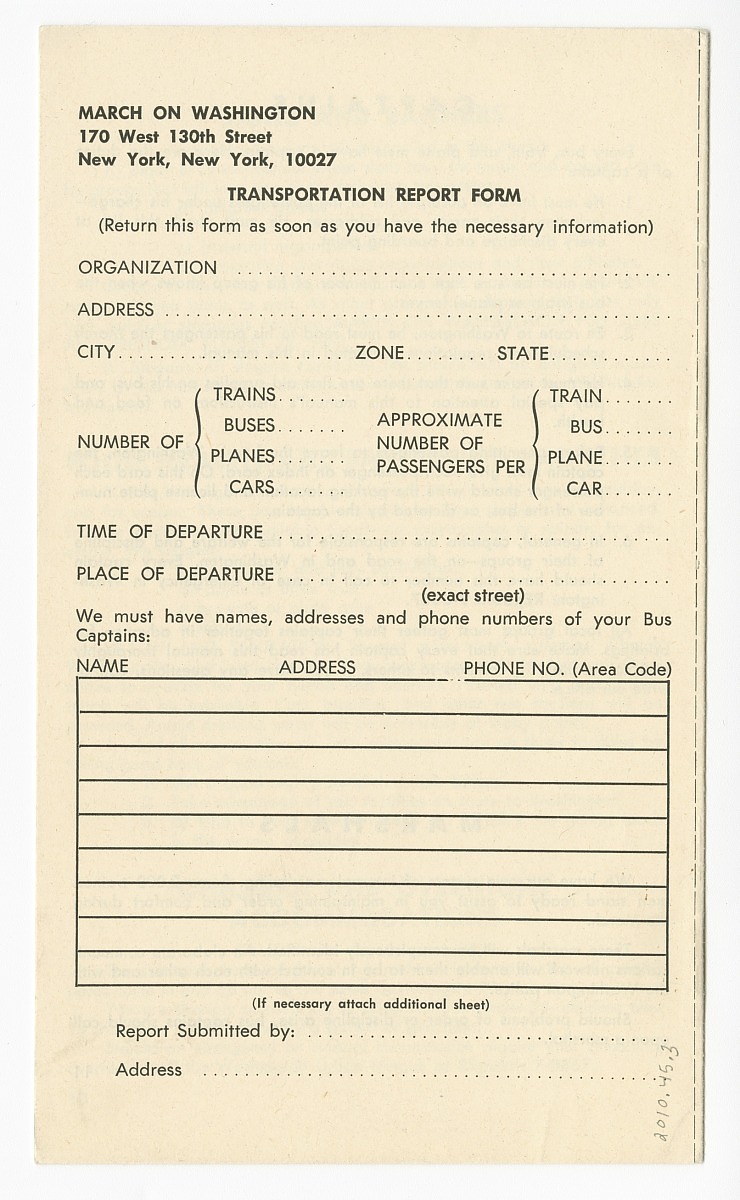 MARCH ON WASHINGTON
170 West 130th Street
New York, New York, 10027
TRANSPORTATION REPORT FORM
(Return this form as soon as you have the necessary information)
ORGANIZATION
ADDRESS
CITY ZONE STATE
NUMBER OF
TRAINS
BUSES
PLANES
CARS
APPROXIMATE
NUMBER OF
PASSENGERS PER
TRAIN
BUS
PLANE
CAR
TIME OF DEPARTURE
PLACE OF DEPARTURE
(exact street)
We must have names, addresses and phone numbers of your Bus
Captains:
NAME ADDRESS PHONE NO. (Area Code)
(If necessary attach additional sheet)
Report Submitted by:
Address
2010.45.3